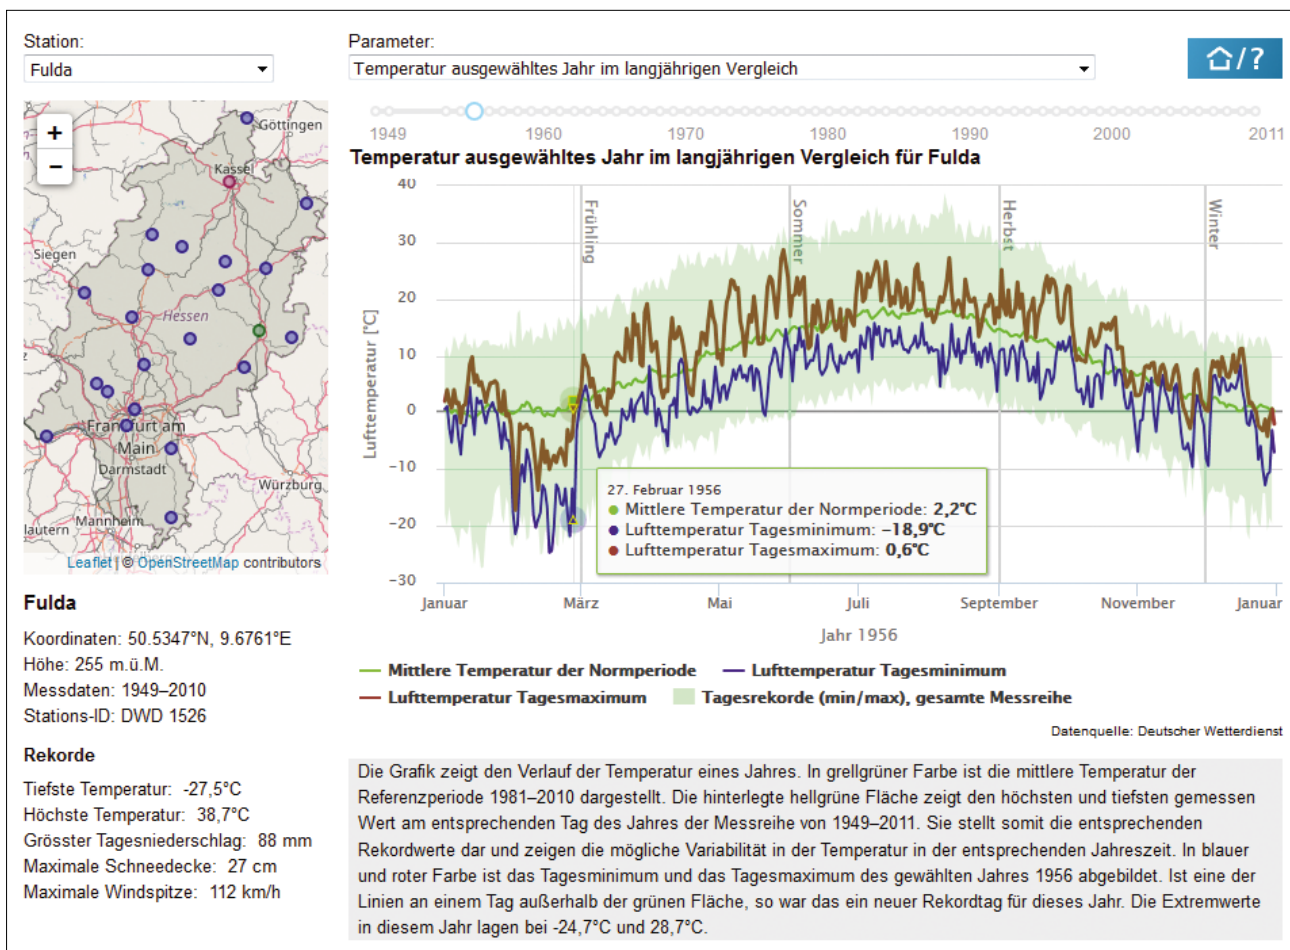 Station:
Fulda
Parameter:
Temperatur ausgewähltes Jahr im langjährigen Vergleich
/?
+
−
Göttingen
Kassel
Siegen
Hessen
Frankfurt am
Main
Darmstadt
Würzburg
Mannheim
lautern
Leaflet | © OpenStreetMap contributors
1949 1960 1970 1980 1990 2000 2011
Temperatur ausgewähltes Jahr im langjährigen Vergleich für Fulda
40
30
20
10
0
−10
−20
−30
Lufttemperatur [°C]
Frühling
Sommer
Herbst
Winter
27. Februar 1956
Mittlere Temperatur der Normperiode: 2,2°C
Lufttemperatur Tagesminimum: −18,9°C
Lufttemperatur Tagesmaximum: 0,6°C
Januar März Mai Juli September November Januar
Jahr 1956
Mittlere Temperatur der Normperiode Lufttemperatur Tagesminimum
Lufttemperatur Tagesmaximum Tagesrekorde (min/max), gesamte Messreihe
Datenquelle: Deutscher Wetterdienst
Fulda
Koordinaten: 50.5347°N, 9.6761°E
Höhe: 255 m.ü.M.
Messdaten: 1949–2010
Stations-ID: DWD 1526
Rekorde
Tiefste Temperatur: -27,5°C
Höchste Temperatur: 38,7°C
Grösster Tagesniederschlag: 88 mm
Maximale Schneedecke: 27 cm
Maximale Windspitze: 112 km/h
Die Grafik zeigt den Verlauf der Temperatur eines Jahres. In grellgrüner Farbe ist die mittlere Temperatur der
Referenzperiode 1981–2010 dargestellt. Die hinterlegte hellgrüne Fläche zeigt den höchsten und tiefsten gemessen
Wert am entsprechenden Tag des Jahres der Messreihe von 1949–2011. Sie stellt somit die entsprechenden
Rekordwerte dar und zeigen die mögliche Variabilität in der Temperatur in der entsprechenden Jahreszeit. In blauer
und roter Farbe ist das Tagesminimum und das Tagesmaximum des gewählten Jahres 1956 abgebildet. Ist eine der
Linien an einem Tag außerhalb der grünen Fläche, so war das ein neuer Rekordtag für dieses Jahr. Die Extremwerte
in diesem Jahr lagen bei -24,7°C und 28,7°C.